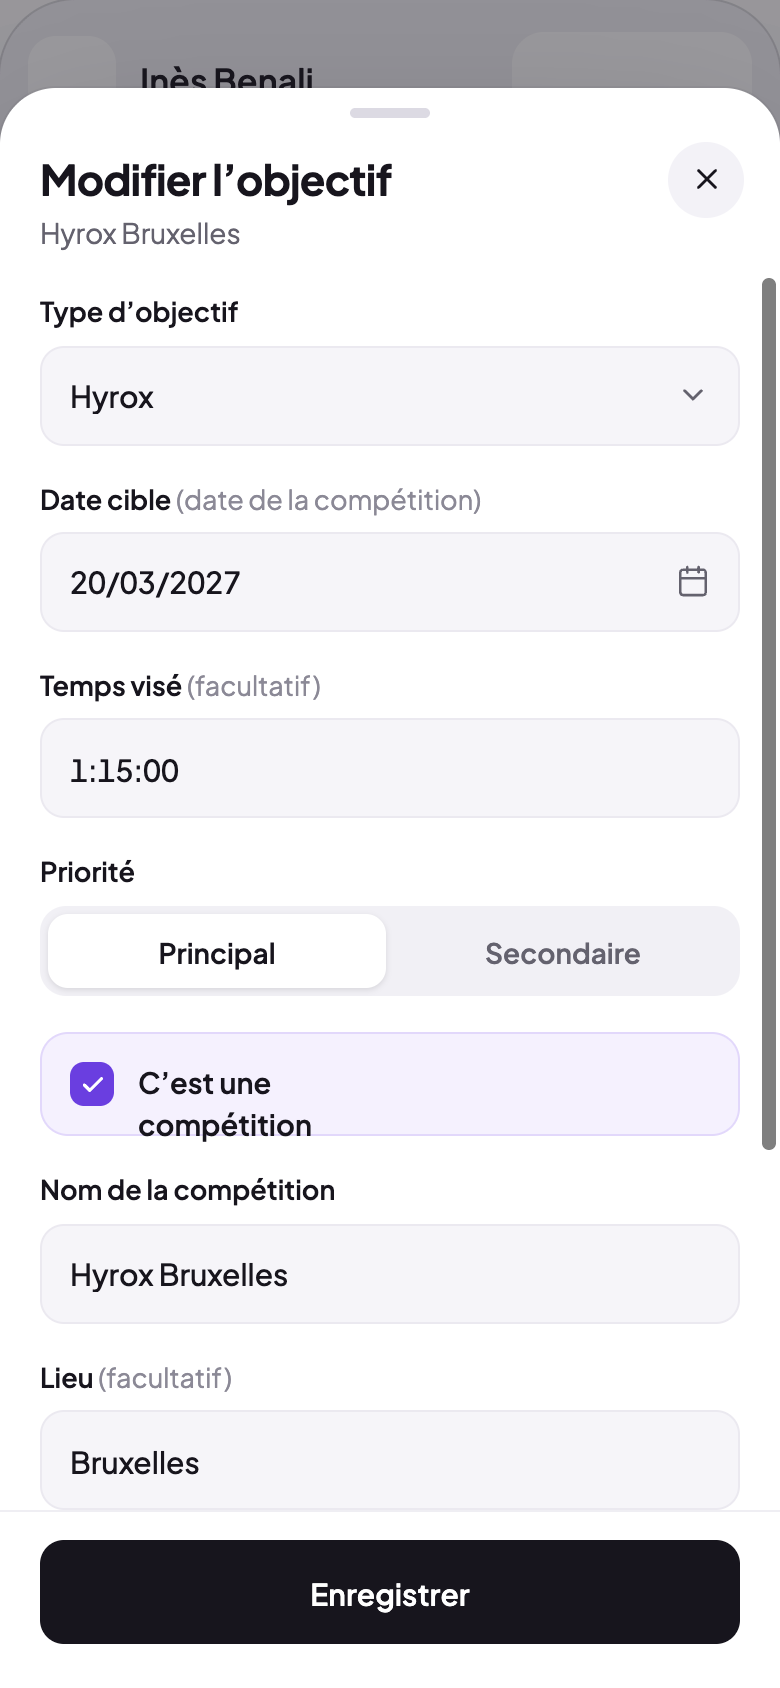 Inès Benali
Modifier l’objectif
Hyrox Bruxelles
Type d’objectif
Hyrox
Date cible (date de la compétition)
20/03/2027
Temps visé (facultatif)
1:15:00
Priorité
Principal
Secondaire
C’est une
compétition
Nom de la compétition
Hyrox Bruxelles
Lieu (facultatif)
Bruxelles
Enregistrer